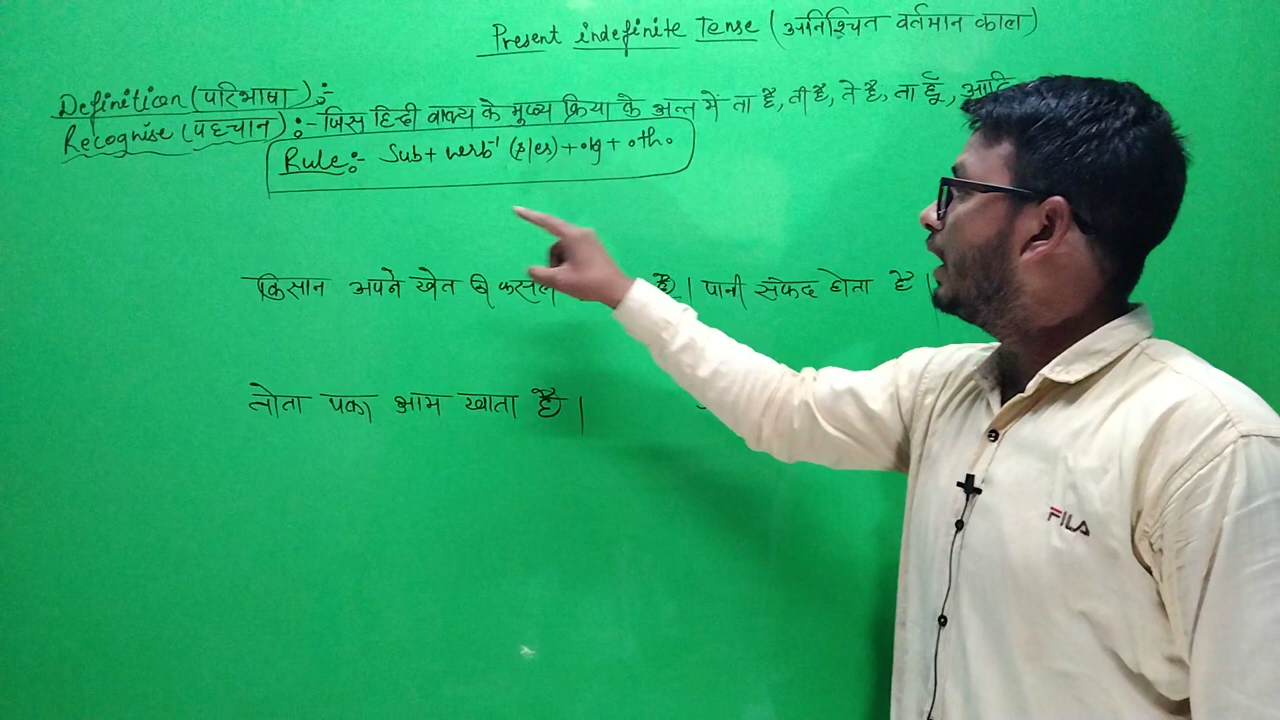 Present indefinite Tense (अनिश्चित वर्तमान काल)
Definition (परिभाषा) :-
Recognise (पहचान) :- जिस हिन्दी वाक्य के मुख्य क्रिया के अन्त में ता है, ती है, ते है, ता हूँ, आदि
Rule:- Sub + verb¹ (s/es) + obj + oth.
किसान अपने खेत है। पानी सफेद होता है।
तोता पका आम खाता है।
FILA